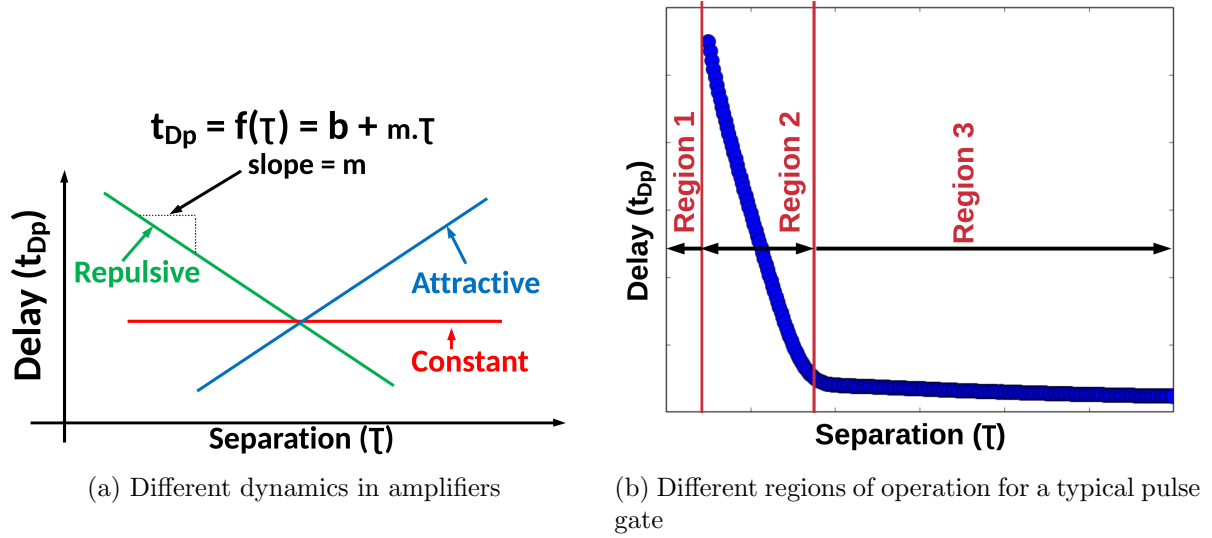 t_Dp = f(Ʈ) = b + m.Ʈ
slope = m
Delay (t_Dp)
Repulsive
Attractive
Constant
Separation (Ʈ)
(a) Different dynamics in amplifiers
Delay (t_Dp)
Region 1
Region 2
Region 3
Separation (Ʈ)
(b) Different regions of operation for a typical pulse
gate